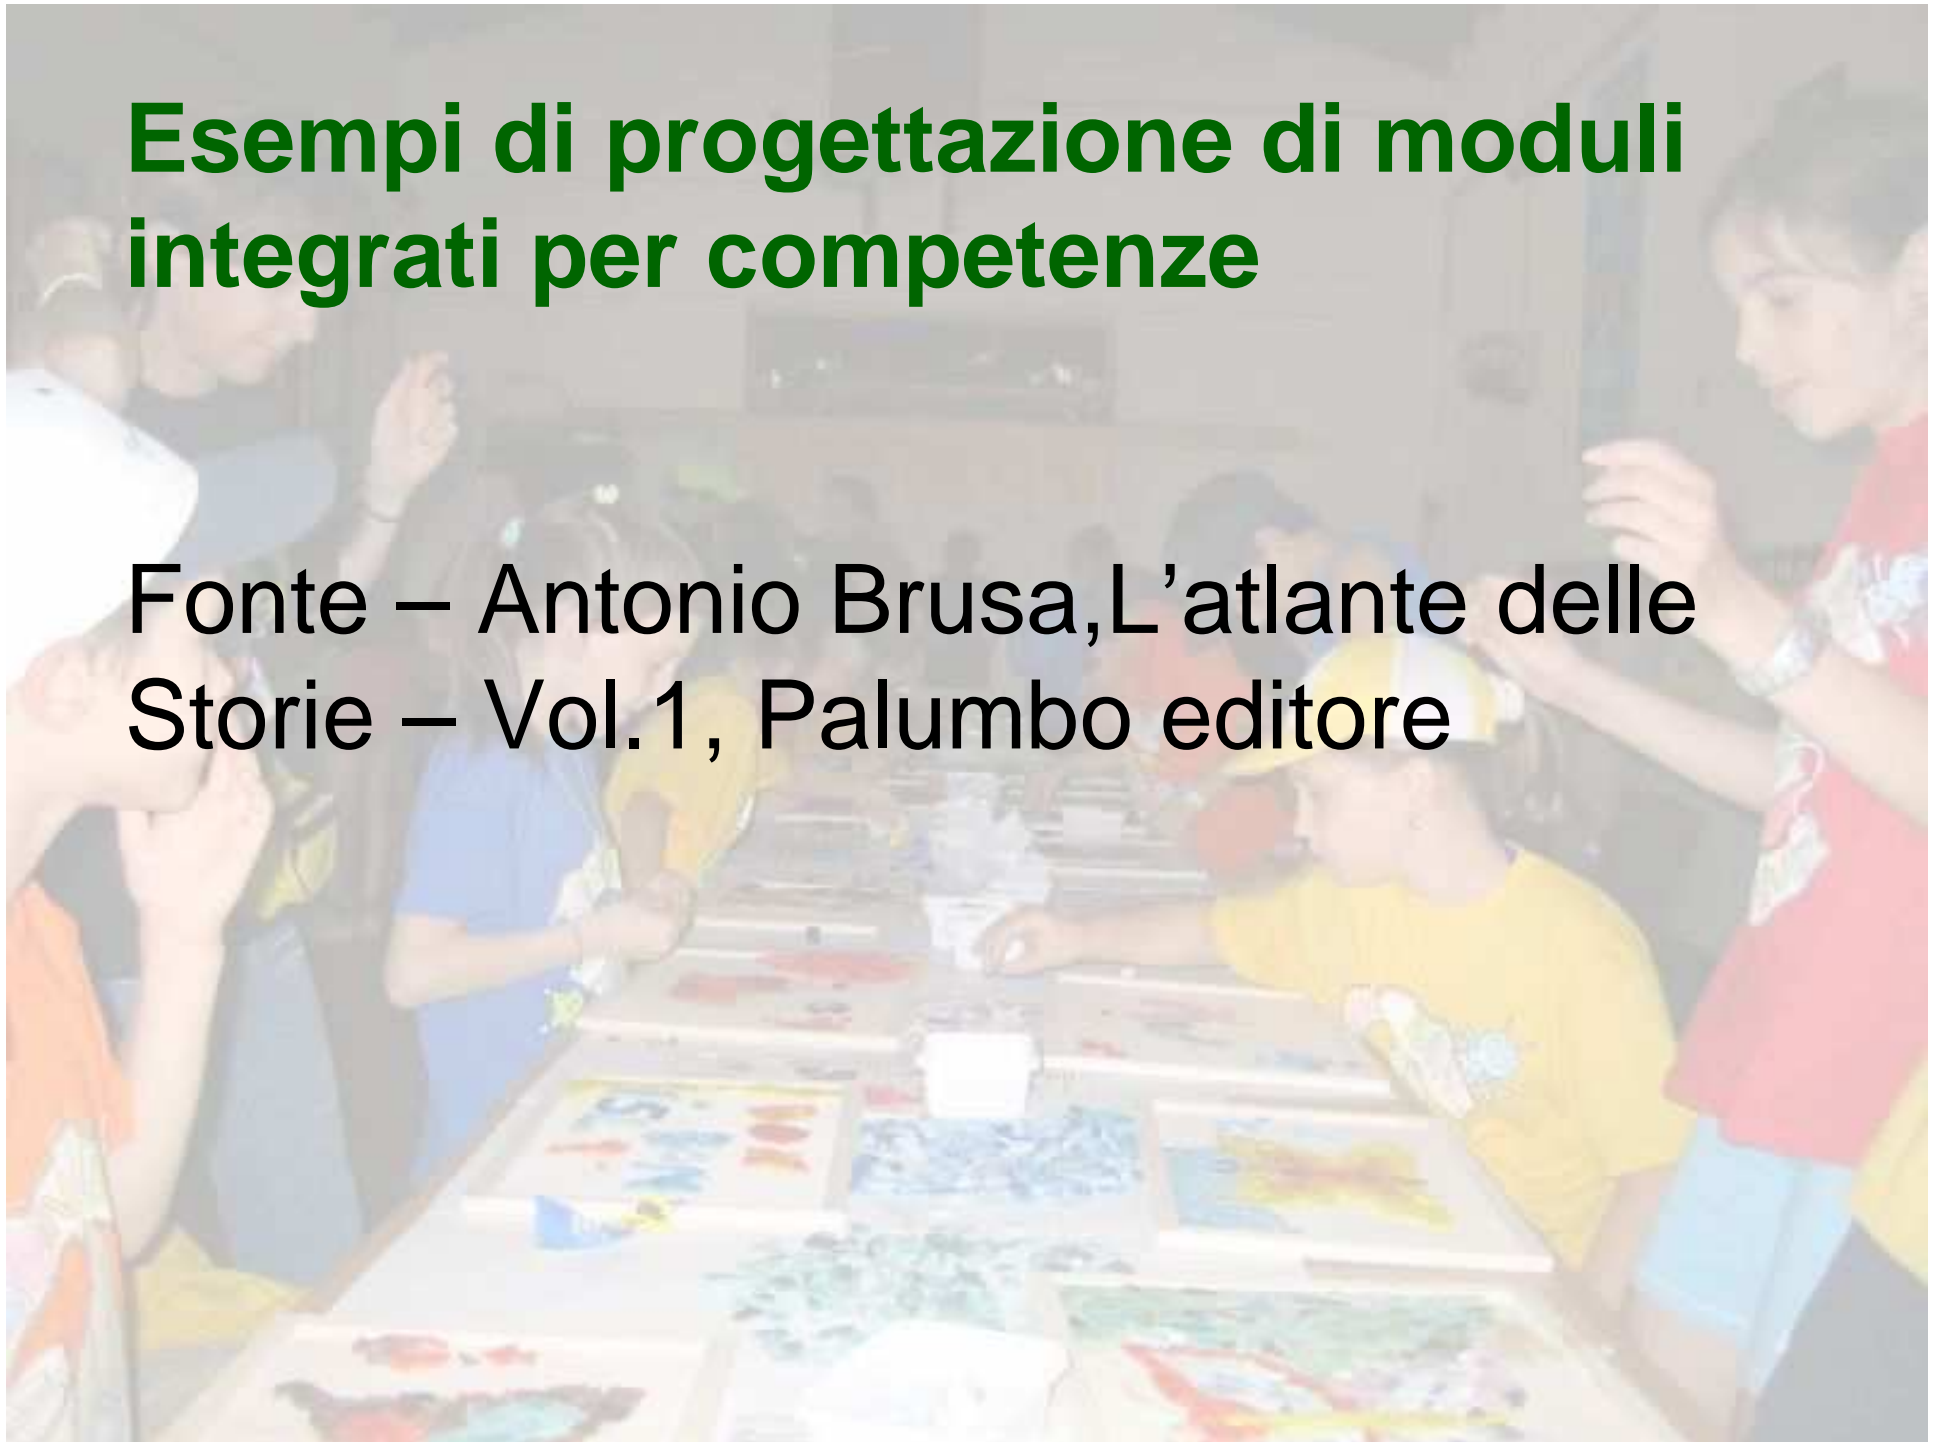 Esempi di progettazione di moduli
integrati per competenze
Fonte – Antonio Brusa,L’atlante delle
Storie – Vol.1, Palumbo editore